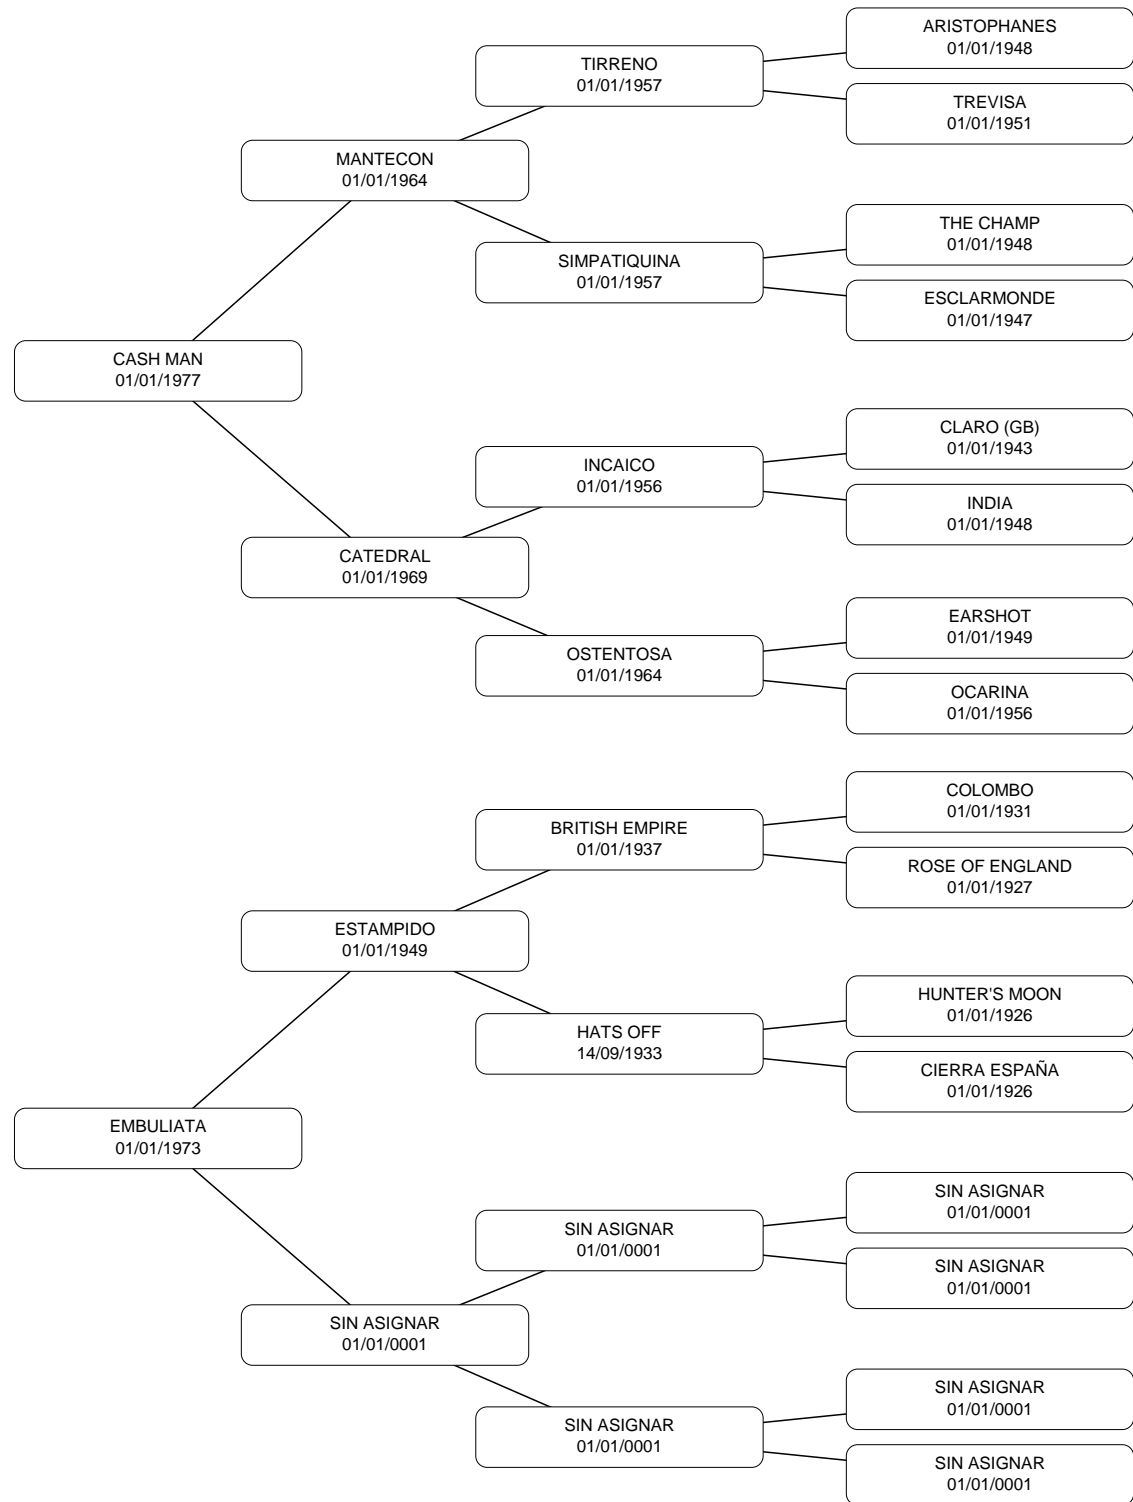 ARISTOPHANES
01/01/1948
TIRRENO
01/01/1957
TREVISA
01/01/1951
MANTECON
01/01/1964
THE CHAMP
01/01/1948
SIMPATIQUINA
01/01/1957
ESCLARMONDE
01/01/1947
CASH MAN
01/01/1977
CLARO (GB)
01/01/1943
INCAICO
01/01/1956
INDIA
01/01/1948
CATEDRAL
01/01/1969
EARSHOT
01/01/1949
OSTENTOSA
01/01/1964
OCARINA
01/01/1956
COLOMBO
01/01/1931
BRITISH EMPIRE
01/01/1937
ROSE OF ENGLAND
01/01/1927
ESTAMPIDO
01/01/1949
HUNTER'S MOON
01/01/1926
HATS OFF
14/09/1933
CIERRA ESPAÑA
01/01/1926
EMBULIATA
01/01/1973
SIN ASIGNAR
01/01/0001
SIN ASIGNAR
01/01/0001
SIN ASIGNAR
01/01/0001
SIN ASIGNAR
01/01/0001
SIN ASIGNAR
01/01/0001
SIN ASIGNAR
01/01/0001
SIN ASIGNAR
01/01/0001